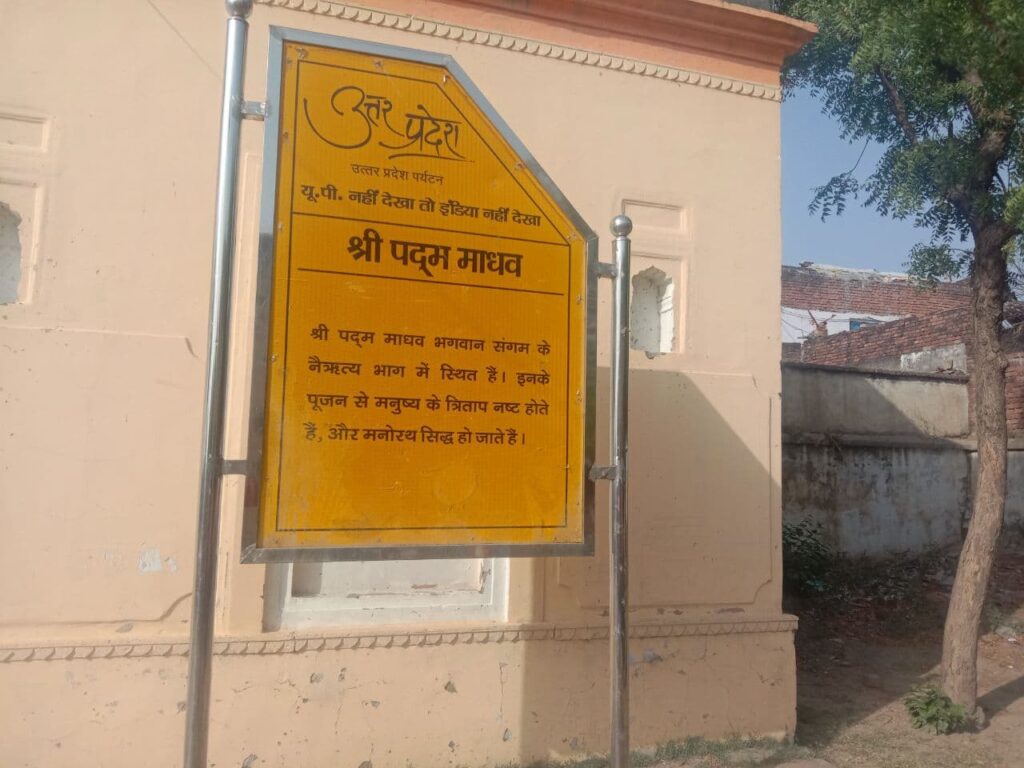 उत्तर प्रदेश
उत्तर प्रदेश पर्यटन
यू.पी. नहीं देखा तो इंडिया नहीं देखा
श्री पद्म माधव
श्री पद्म माधव भगवान संगम के
नैऋत्य भाग में स्थित हैं। इनके
पूजन से मनुष्य के त्रिताप नष्ट होते
हैं, और मनोरथ सिद्ध हो जाते हैं।